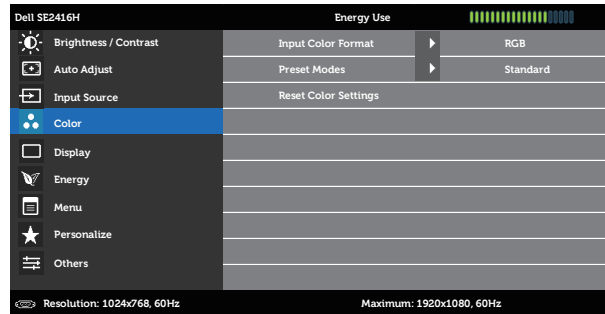 Dell SE2416H Energy Use
Brightness / Contrast Input Color Format RGB
Auto Adjust Preset Modes Standard
Input Source Reset Color Settings
Color
Display
Energy
Menu
Personalize
Others
Resolution: 1024x768, 60Hz Maximum: 1920x1080, 60Hz